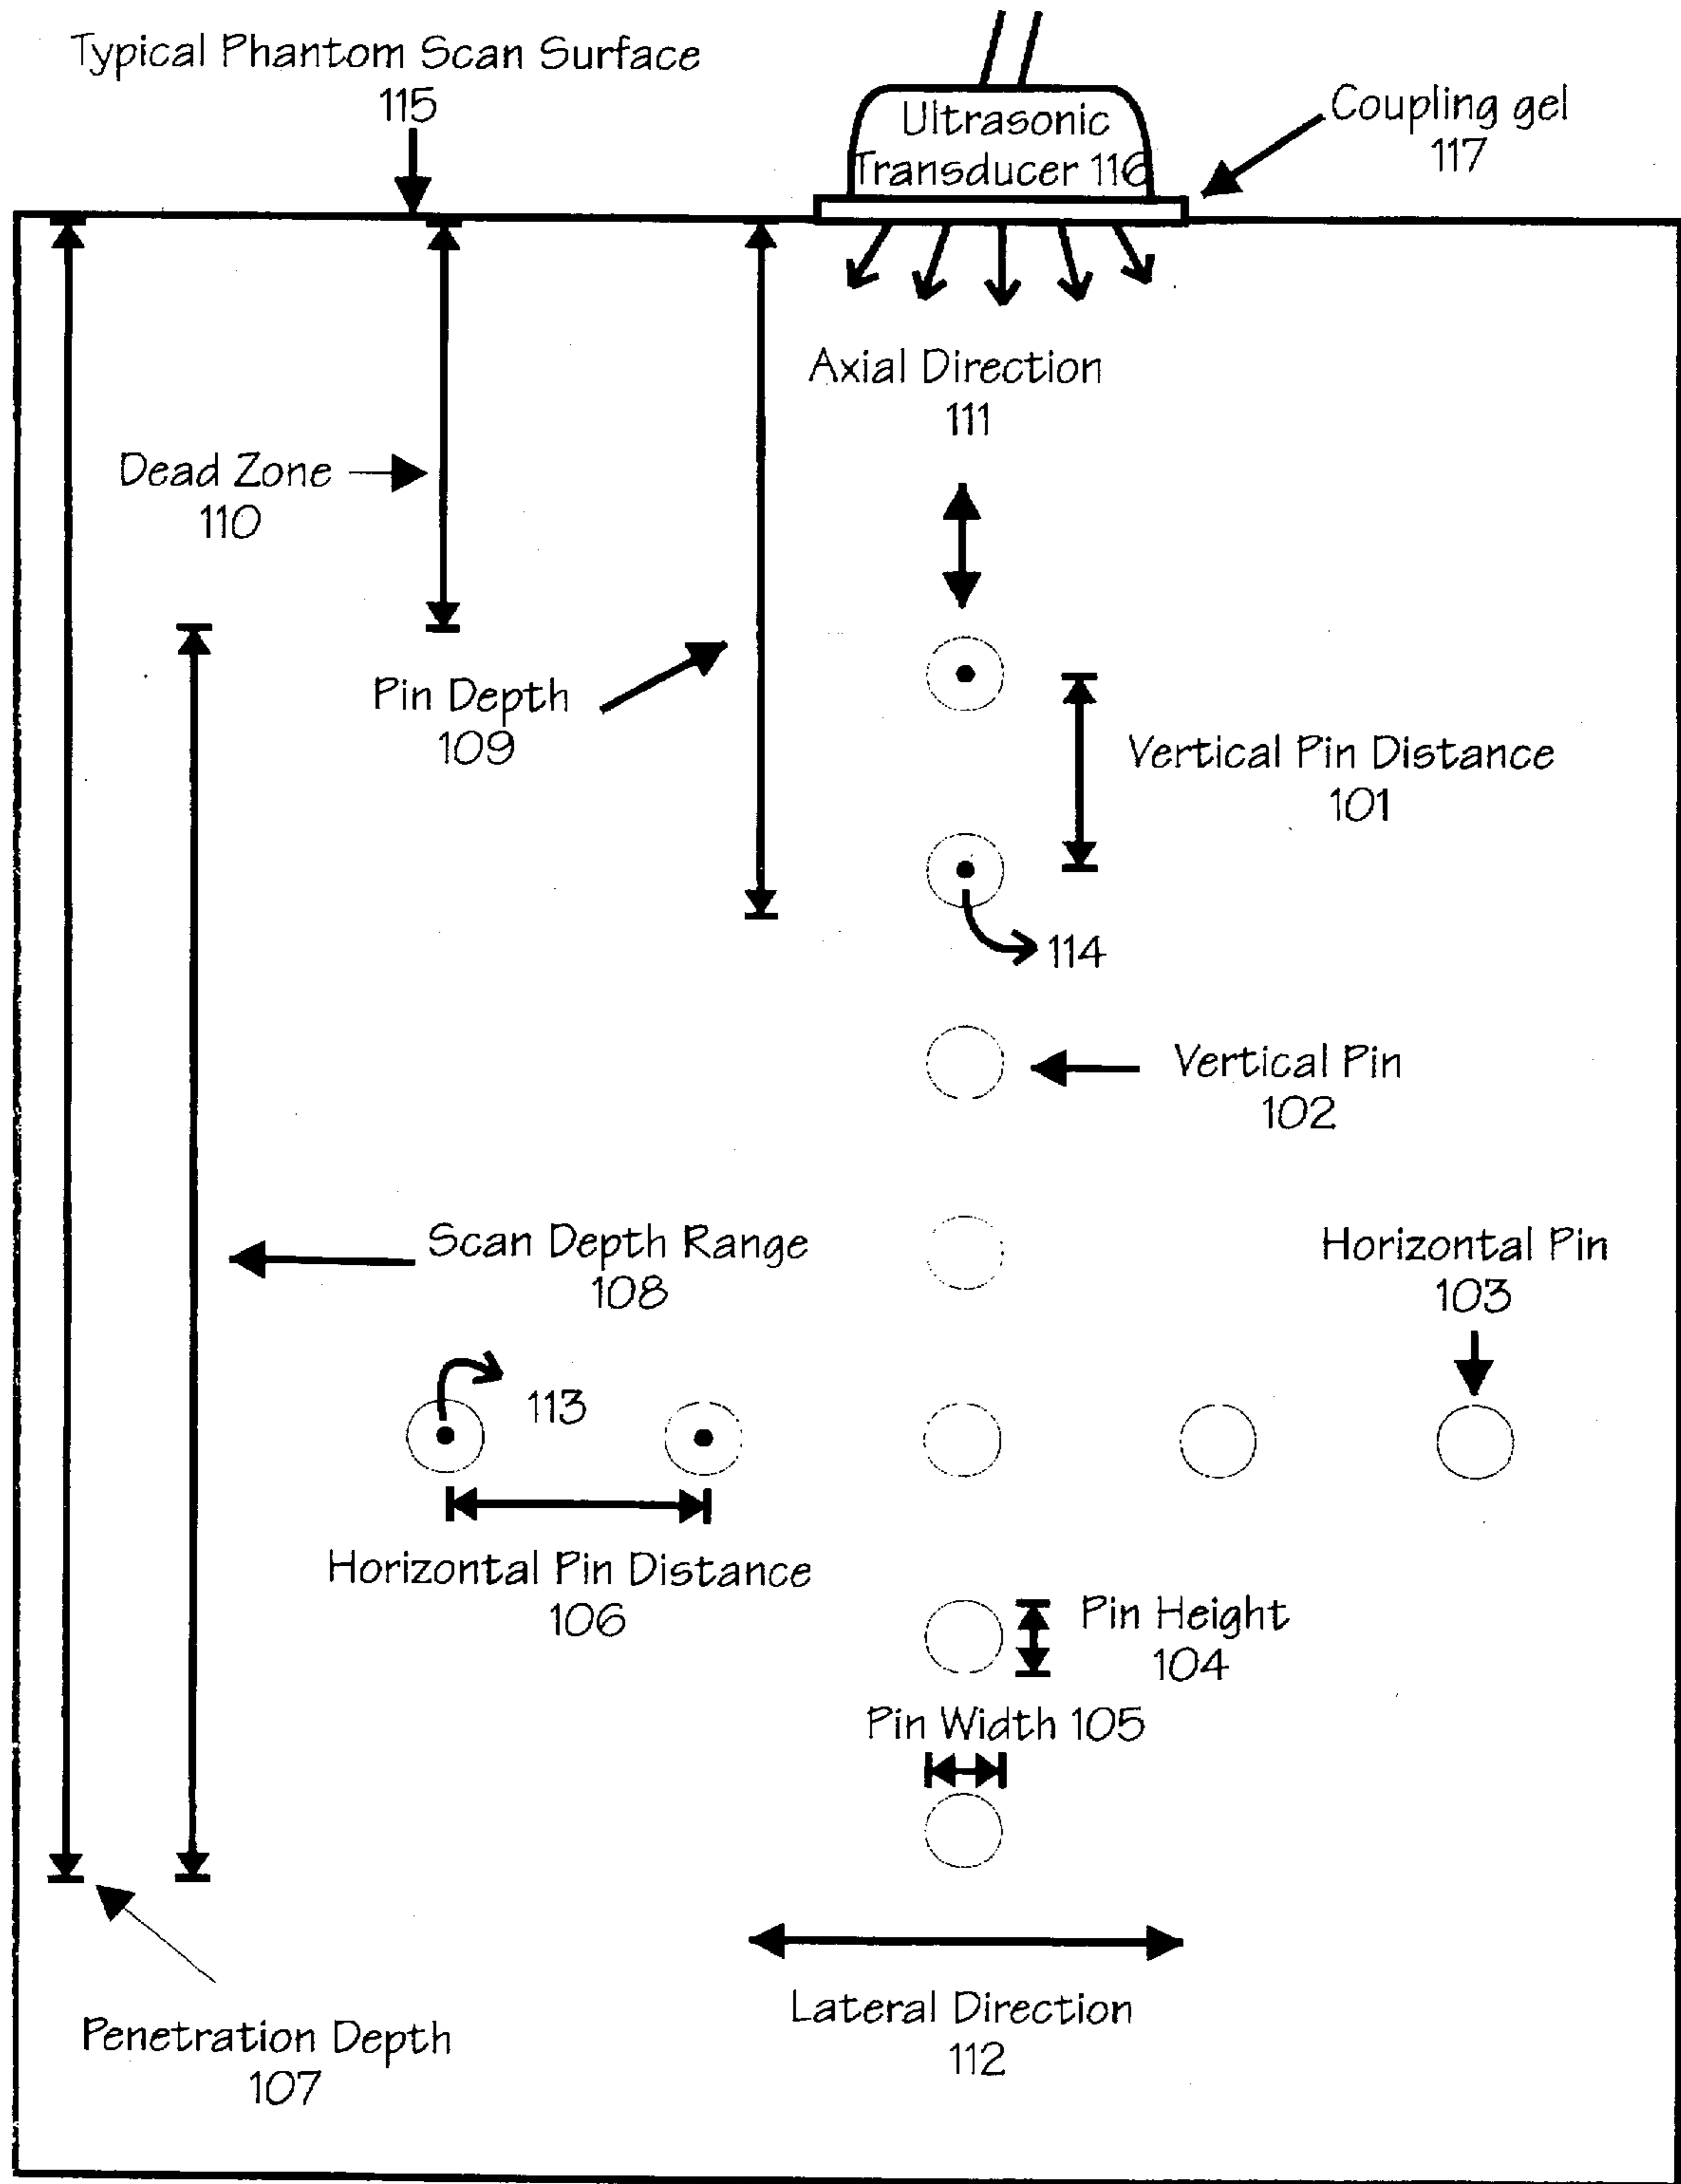 Typical Phantom Scan Surface
115
Ultrasonic
Transducer 116
Coupling gel
117
Axial Direction
111
Dead Zone
110
Pin Depth
109
Vertical Pin Distance
101
114
Vertical Pin
102
Scan Depth Range
108
Horizontal Pin
103
113
Horizontal Pin Distance
106
Pin Height
104
Pin Width 105
Lateral Direction
112
Penetration Depth
107